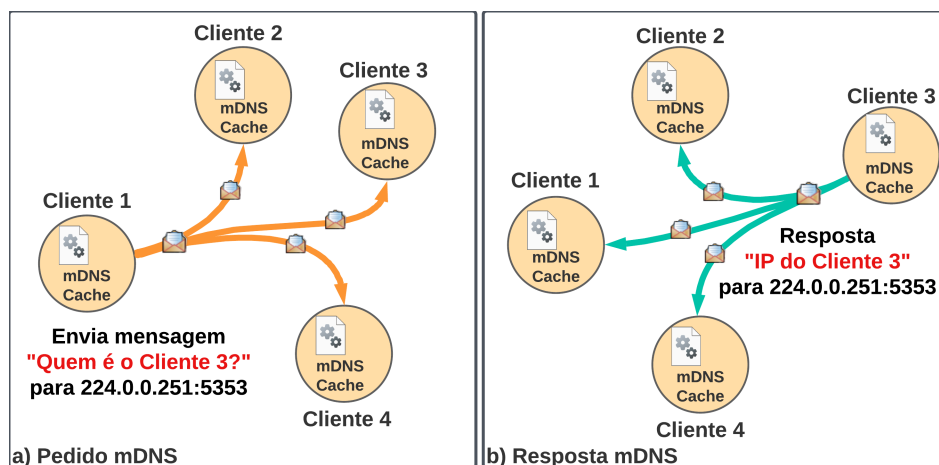 Cliente 2
mDNS
Cache
Cliente 3
mDNS
Cache
Cliente 1
mDNS
Cache
Envia mensagem
"Quem é o Cliente 3?"
para 224.0.0.251:5353
mDNS
Cache
Cliente 4
a) Pedido mDNS
Cliente 2
mDNS
Cache
Cliente 3
mDNS
Cache
Cliente 1
mDNS
Cache
Resposta
"IP do Cliente 3"
para 224.0.0.251:5353
mDNS
Cache
Cliente 4
b) Resposta mDNS